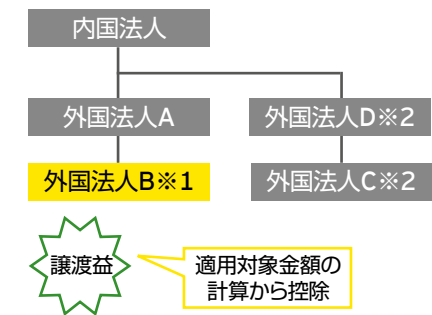 内国法人
外国法人A
外国法人D※2
外国法人B※1
外国法人C※2
譲渡益
適用対象金額の
計算から控除